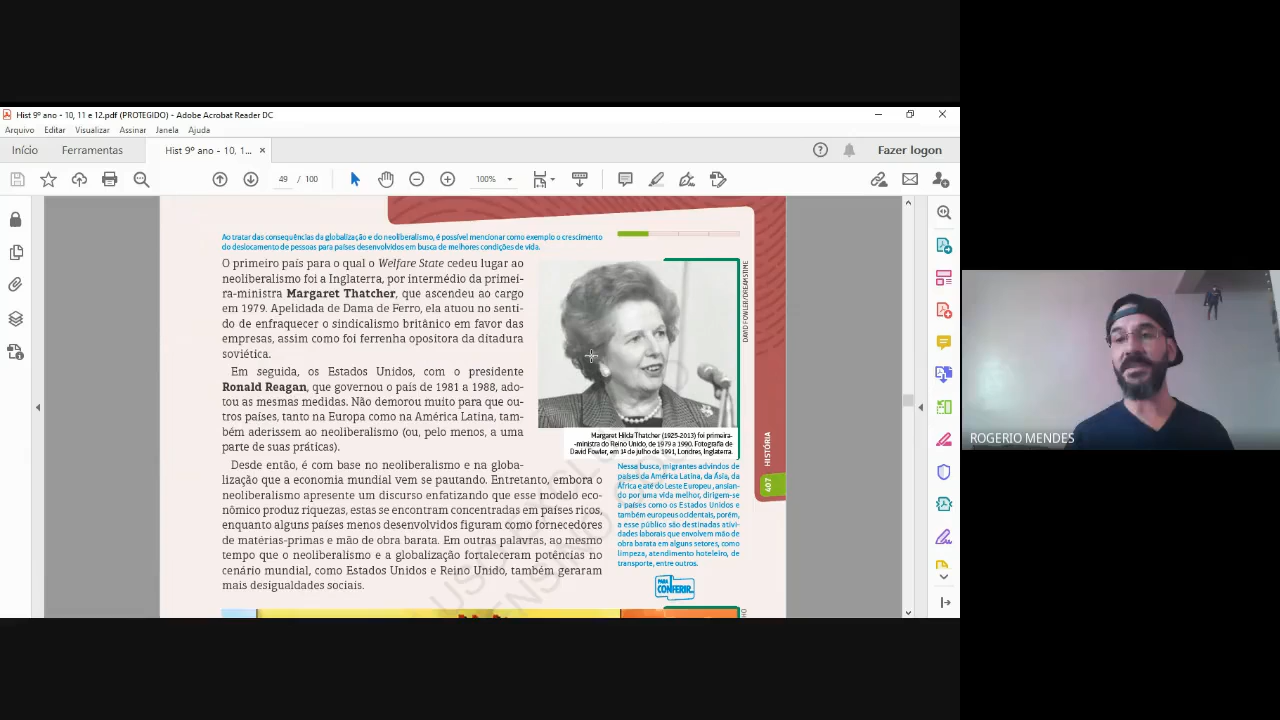 Hist 9º ano - 10, 11 e 12.pdf (PROTEGIDO) - Adobe Acrobat Reader DC
Arquivo Editar Visualizar Assinar Janela Ajuda
Início Ferramentas Hist 9º ano - 10, 1... × Fazer logon
49 / 100 100%
Ao tratar das consequências da globalização e do neoliberalismo, é possível mencionar como exemplo o crescimento
do deslocamento de pessoas para países desenvolvidos em busca de melhores condições de vida.
O primeiro país para o qual o Welfare State cedeu lugar ao
neoliberalismo foi a Inglaterra, por intermédio da primei-
ra-ministra Margaret Thatcher, que ascendeu ao cargo
em 1979. Apelidada de Dama de Ferro, ela atuou no senti-
do de enfraquecer o sindicalismo britânico em favor das
empresas, assim como foi ferrenha opositora da ditadura
soviética.
Em seguida, os Estados Unidos, com o presidente
Ronald Reagan, que governou o país de 1981 a 1988, ado-
tou as mesmas medidas. Não demorou muito para que ou-
tros países, tanto na Europa como na América Latina, tam-
bém aderissem ao neoliberalismo (ou, pelo menos, a uma
parte de suas práticas).
Desde então, é com base no neoliberalismo e na globa-
lização que a economia mundial vem se pautando. Entretanto, embora o
neoliberalismo apresente um discurso enfatizando que esse modelo eco-
nômico produz riquezas, estas se encontram concentradas em países ricos,
enquanto alguns países menos desenvolvidos figuram como fornecedores
de matérias-primas e mão de obra barata. Em outras palavras, ao mesmo
tempo que o neoliberalismo e a globalização fortaleceram potências no
cenário mundial, como Estados Unidos e Reino Unido, também geraram
mais desigualdades sociais.
DAVID FOWLER/DREAMSTIME
Margaret Hilda Thatcher (1925-2013) foi primeira-
-ministra do Reino Unido, de 1979 a 1990. Fotografia de
David Fowler, em 1º de julho de 1991, Londres, Inglaterra.
Nessa busca, migrantes advindos de
países da América Latina, da Ásia, da
África e até do Leste Europeu, ansian-
do por uma vida melhor, dirigem-se
a países como os Estados Unidos e
também europeus ocidentais, porém,
a esse público são destinadas ativi-
dades laborais que envolvem mão de
obra barata em alguns setores, como
limpeza, atendimento hoteleiro, de
transporte, entre outros.
PARA
CONFERIR...
HISTÓRIA
407
ROGERIO MENDES